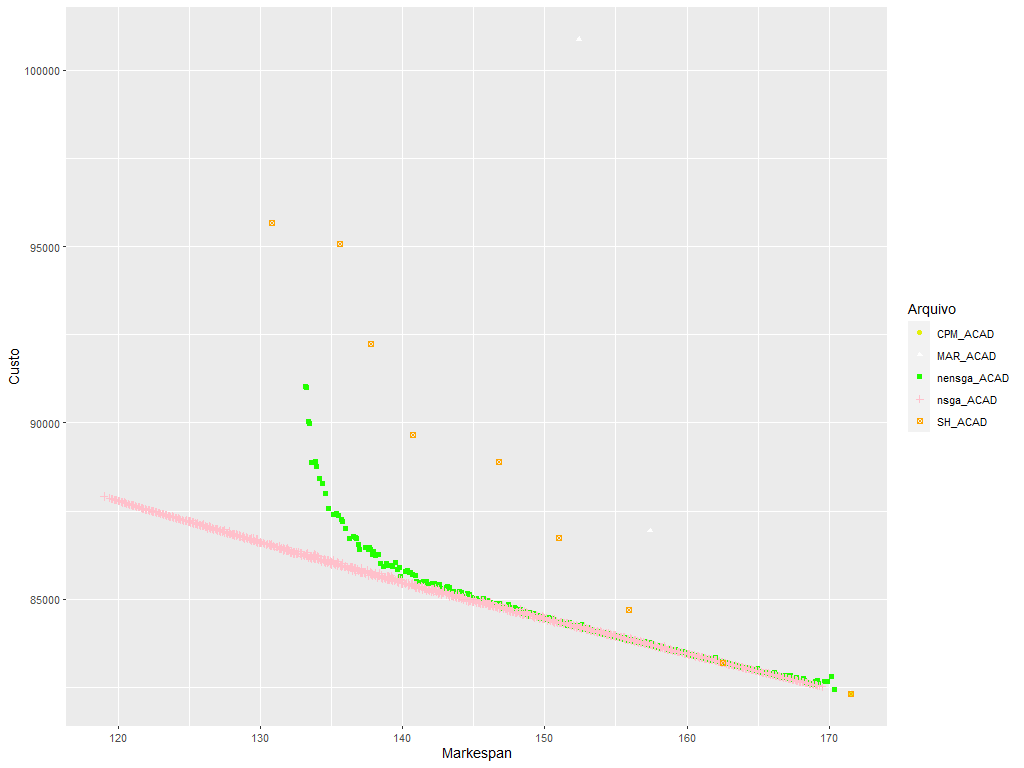 100000
95000
90000
85000
Custo
120 130 140 150 160 170
Markespan
Arquivo
CPM_ACAD
MAR_ACAD
nensga_ACAD
nsga_ACAD
SH_ACAD